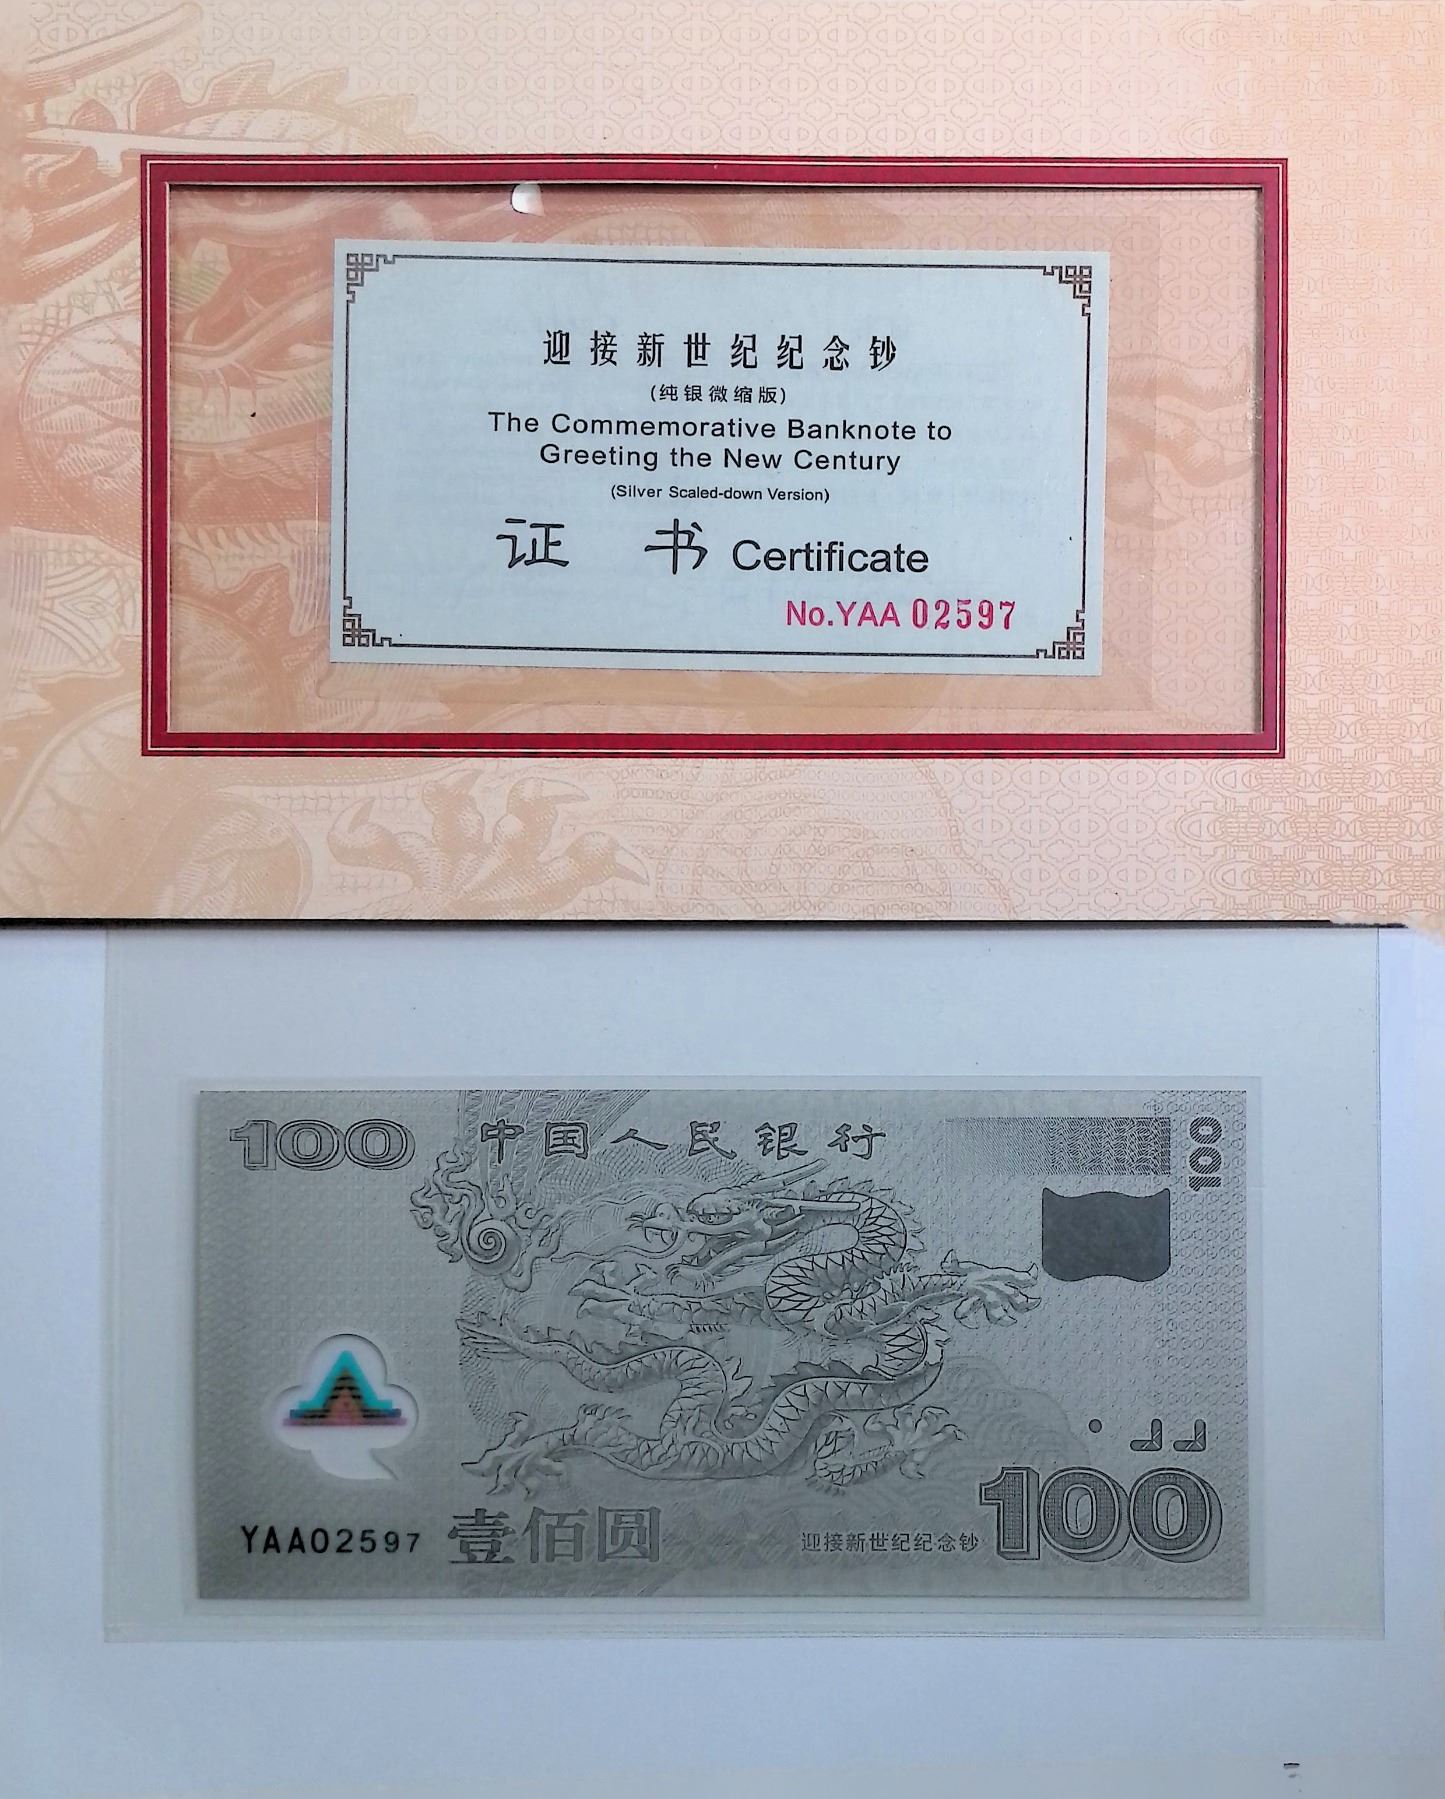 迎接新世纪纪念钞
(纯银微缩版)
The Commemorative Banknote to
Greeting the New Century
(Silver Scaled-down Version)
证 书 Certificate
No.YAA 02597
100 中国人民银行
100
YAA02597 壹佰圆 迎接新世纪纪念钞 100